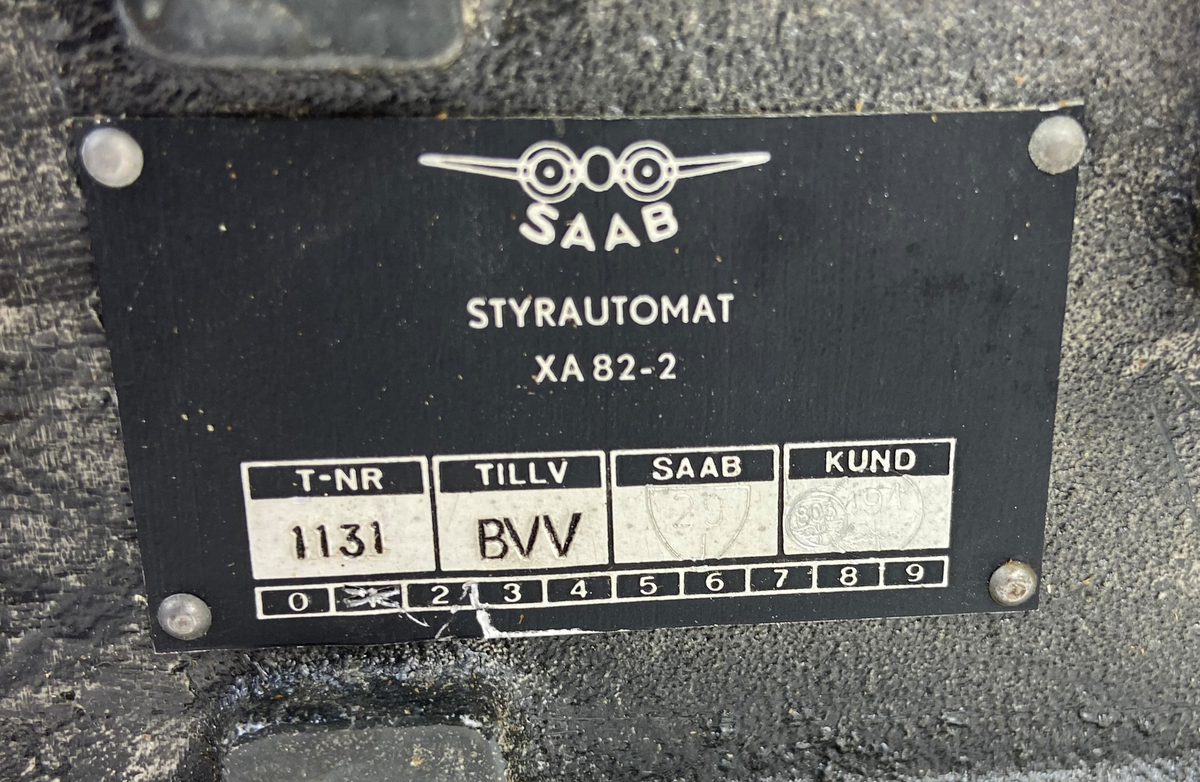 SAAB
STYRAUTOMAT
XA 82-2
T-NR TILLV SAAB KUND
1131 BVV
0 2 3 4 5 6 7 8 9